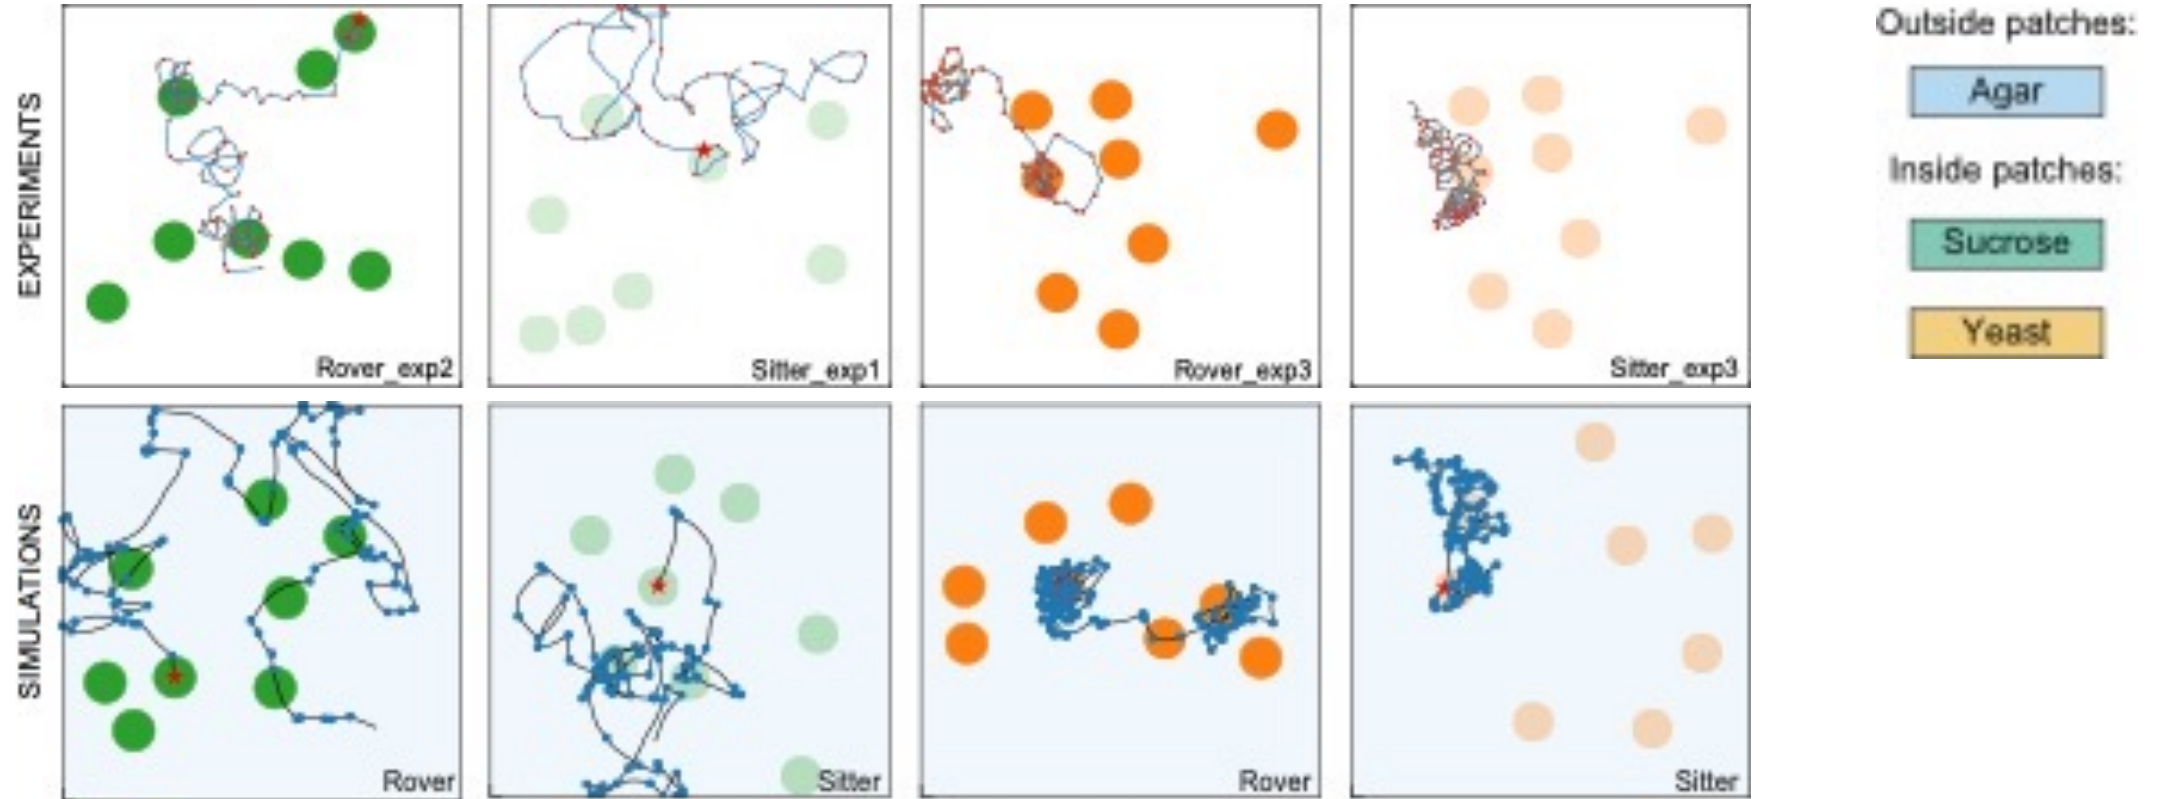 EXPERIMENTS
Rover_exp2
Sitter_exp1
Rover_exp3
Sitter_exp3
Outside patches:
Agar
Inside patches:
Sucrose
Yeast
SIMULATIONS
Rover
Sitter
Rover
Sitter